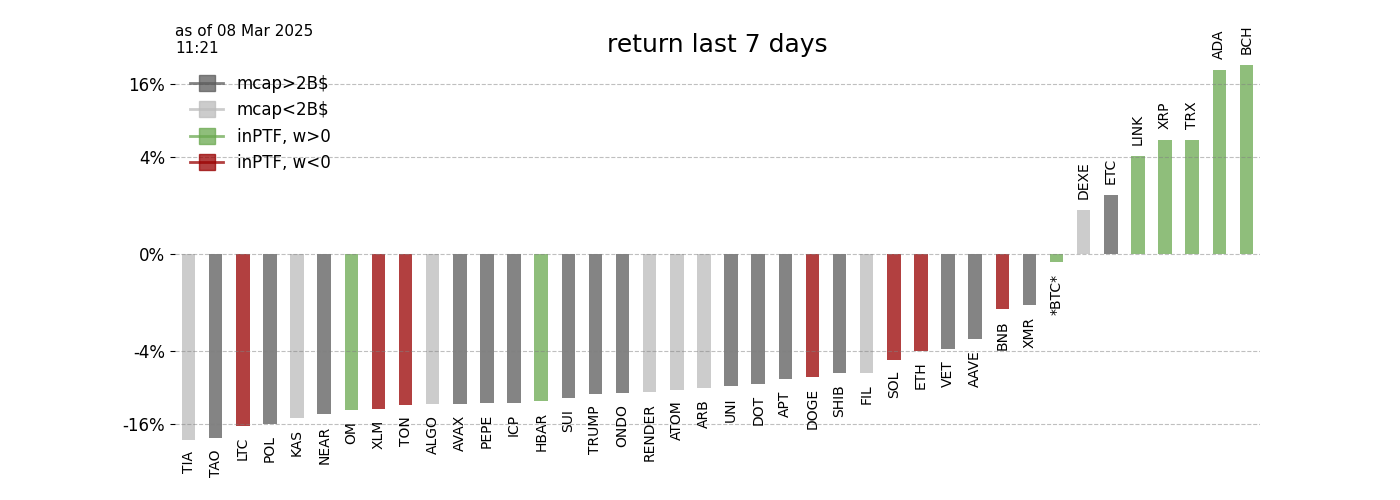 as of 08 Mar 2025
11:21
return last 7 days
mcap>2B$
mcap<2B$
inPTF, w>0
inPTF, w<0
16%
4%
0%
-4%
-16%
TIA
TAO
LTC
POL
KAS
NEAR
OM
XLM
TON
ALGO
AVAX
PEPE
ICP
HBAR
SUI
TRUMP
ONDO
RENDER
ATOM
ARB
UNI
DOT
APT
DOGE
SHIB
FIL
SOL
ETH
VET
AAVE
BNB
XMR
*BTC*
DEXE
ETC
LINK
XRP
TRX
ADA
BCH